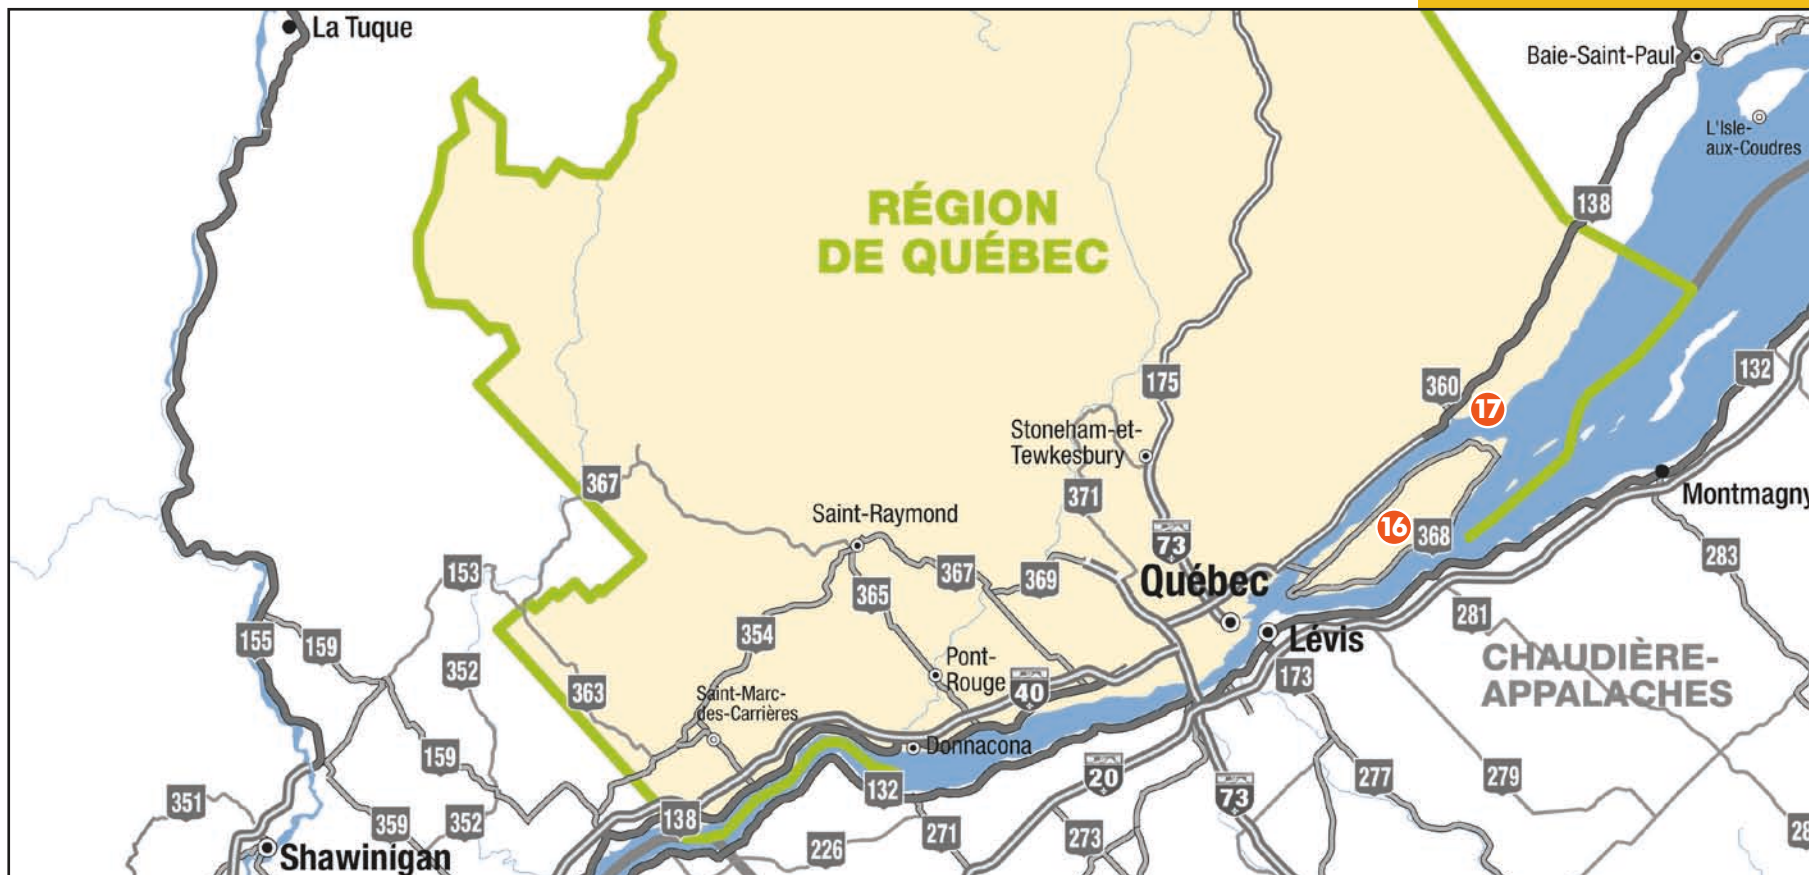 La Tuque
Baie-Saint-Paul
L'Isle-
aux-Coudres
RÉGION
DE QUÉBEC
138
132
175
360
17
Stoneham-et-
Tewkesbury
371
367
Saint-Raymond
Montmagny
16
368
73
283
153
367
369
Québec
365
281
155
159
354
Lévis
352
Pont-
Rouge
CHAUDIÈRE-
APPALACHES
173
363
40
Saint-Marc-
des-Carrières
159
Donnacona
20
277
279
132
73
351
138
359
352
271
273
226
28
Shawinigan